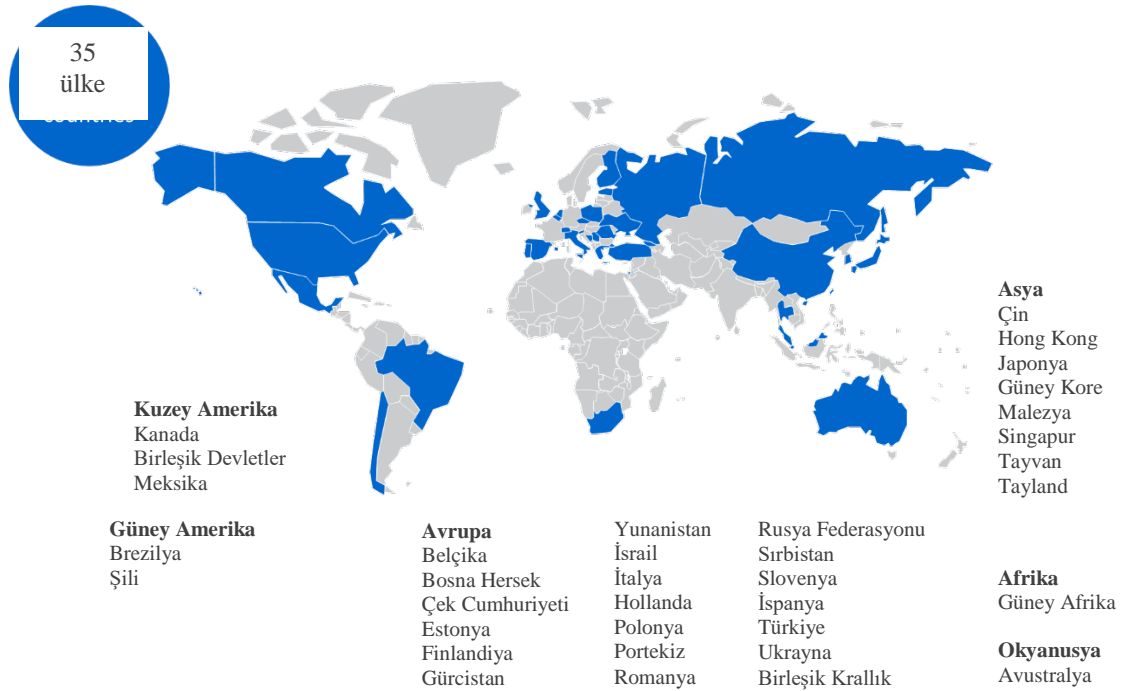 35
ülke
countries
Asya
Çin
Hong Kong
Japonya
Güney Kore
Malezya
Singapur
Tayvan
Tayland
Kuzey Amerika
Kanada
Birleşik Devletler
Meksika
Güney Amerika
Brezilya
Şili
Avrupa
Belçika
Bosna Hersek
Çek Cumhuriyeti
Estonya
Finlandiya
Gürcistan
Yunanistan
İsrail
İtalya
Hollanda
Polonya
Portekiz
Romanya
Rusya Federasyonu
Sırbistan
Slovenya
İspanya
Türkiye
Ukrayna
Birleşik Krallık
Afrika
Güney Afrika
Okyanusya
Avustralya